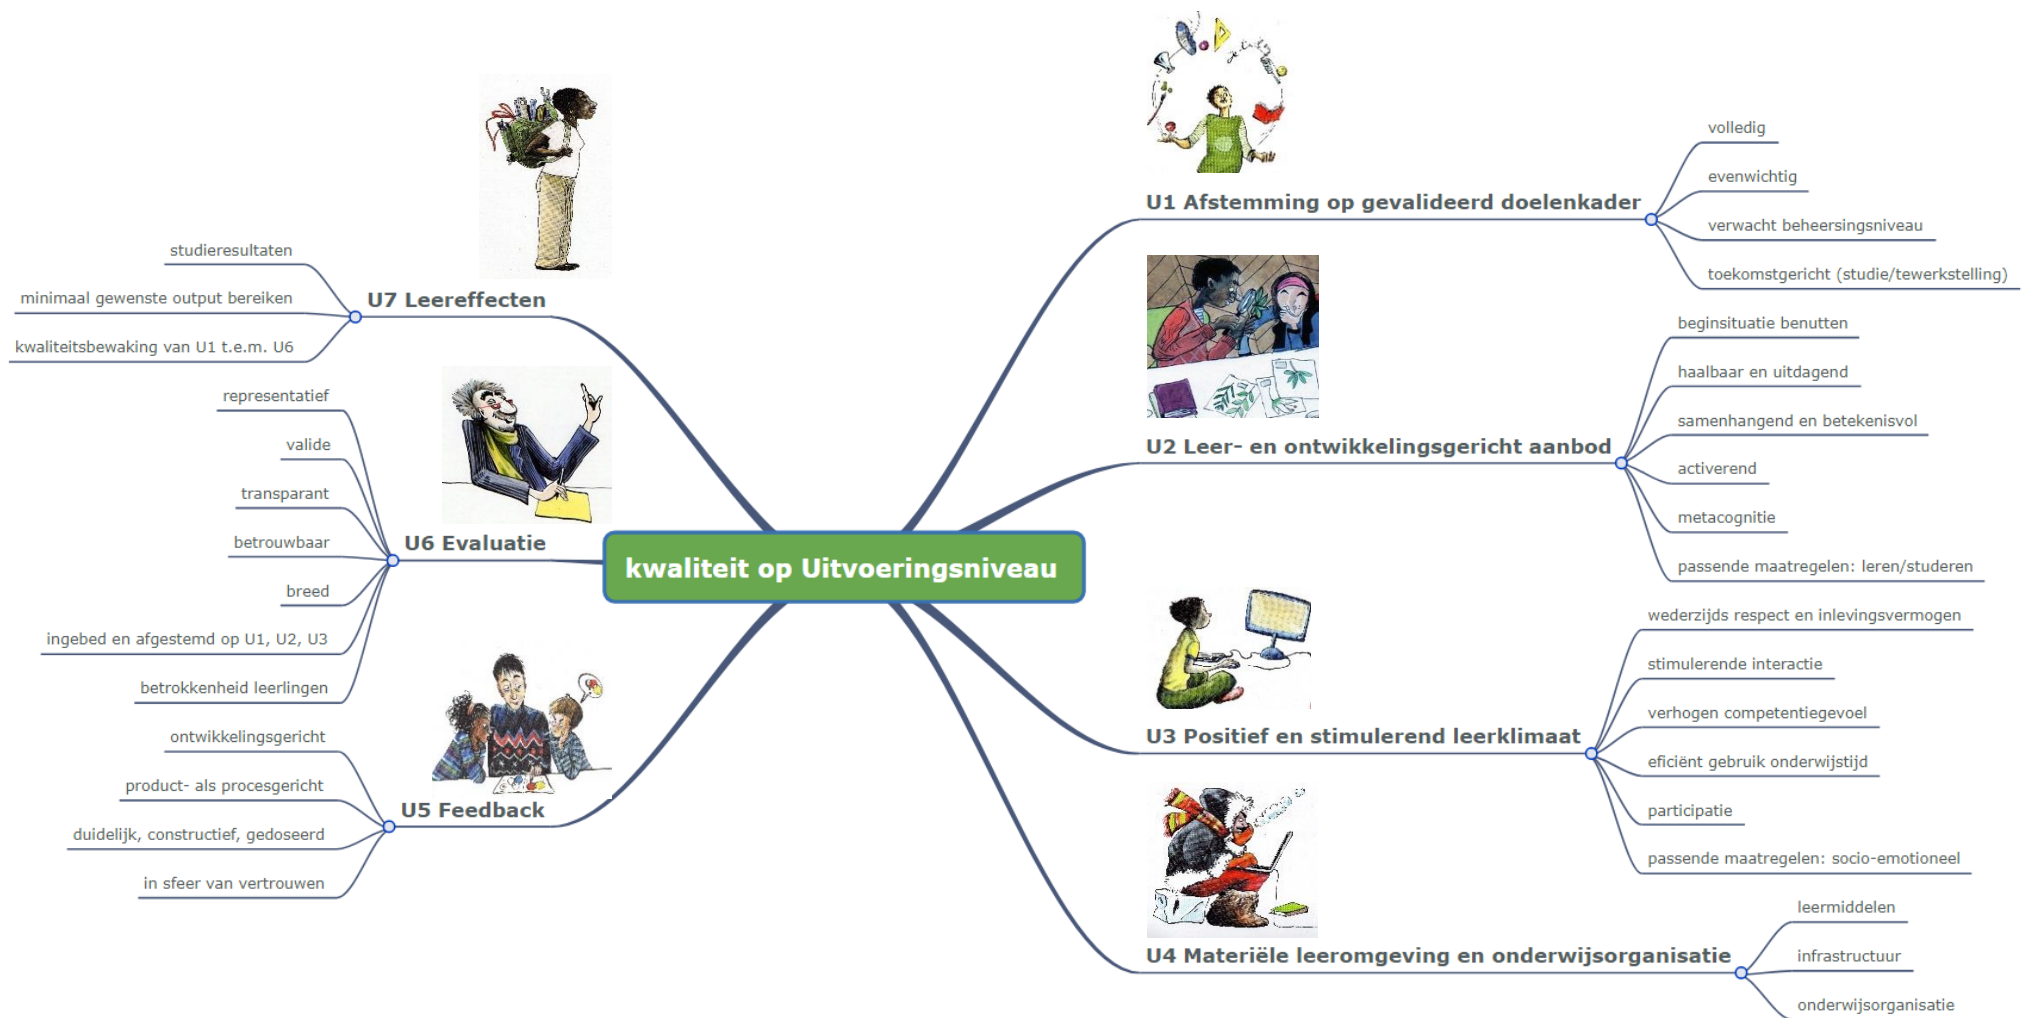 kwaliteit op Uitvoeringsniveau
U1 Afstemming op gevalideerd doelenkader
volledig
evenwichtig
verwacht beheersingsniveau
toekomstgericht (studie/tewerkstelling)
U2 Leer- en ontwikkelingsgericht aanbod
beginsituatie benutten
haalbaar en uitdagend
samenhangend en betekenisvol
activerend
metacognitie
passende maatregelen: leren/studeren
U3 Positief en stimulerend leerklimaat
wederzijds respect en inlevingsvermogen
stimulerende interactie
verhogen competentiegevoel
eficiënt gebruik onderwijstijd
participatie
passende maatregelen: socio-emotioneel
U4 Materiële leeromgeving en onderwijsorganisatie
leermiddelen
infrastructuur
onderwijsorganisatie
U5 Feedback
ontwikkelingsgericht
product- als procesgericht
duidelijk, constructief, gedoseerd
in sfeer van vertrouwen
U6 Evaluatie
representatief
valide
transparant
betrouwbaar
breed
ingebed en afgestemd op U1, U2, U3
betrokkenheid leerlingen
U7 Leereffecten
studieresultaten
minimaal gewenste output bereiken
kwaliteitsbewaking van U1 t.e.m. U6